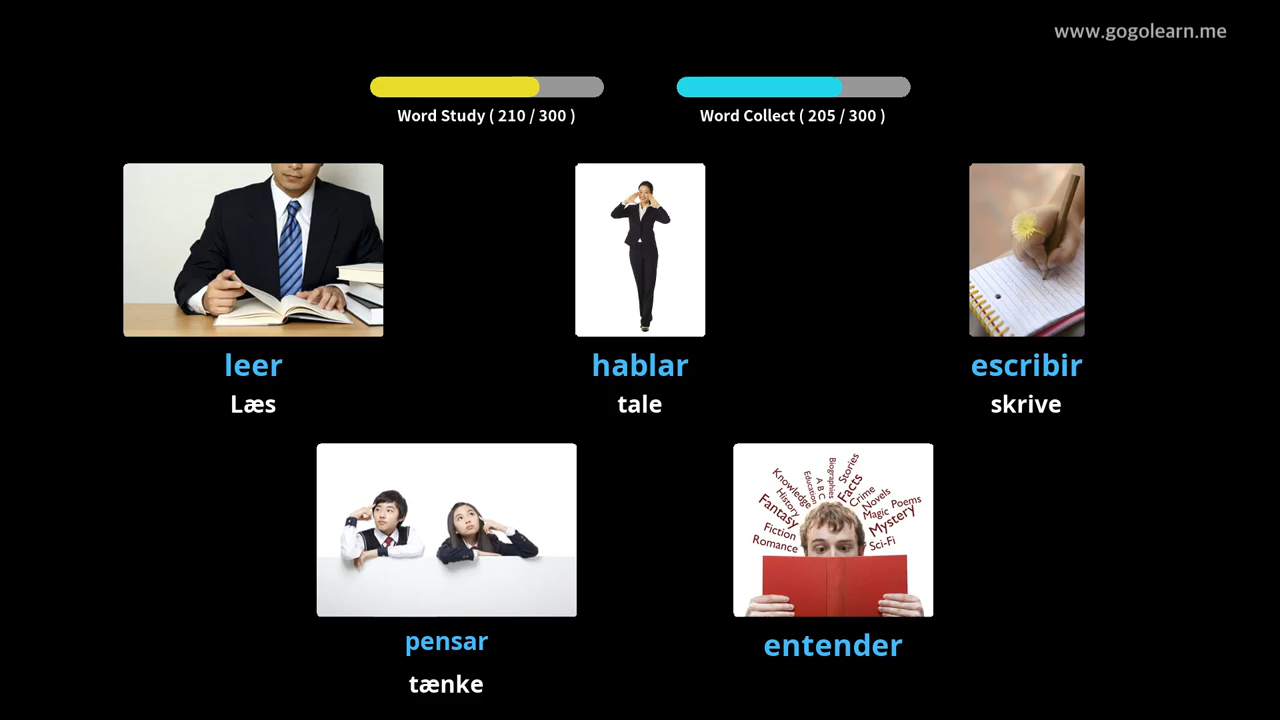 www.gogolearn.me
Word Study ( 210 / 300 )
Word Collect ( 205 / 300 )
leer
Læs
hablar
tale
escribir
skrive
pensar
tænke
Knowledge
History
Fantasy
Fiction
Romance
Education
A B C
Biographies
Stories
Facts
Crime
Novels
Magic
Poems
Mystery
Sci-Fi
entender